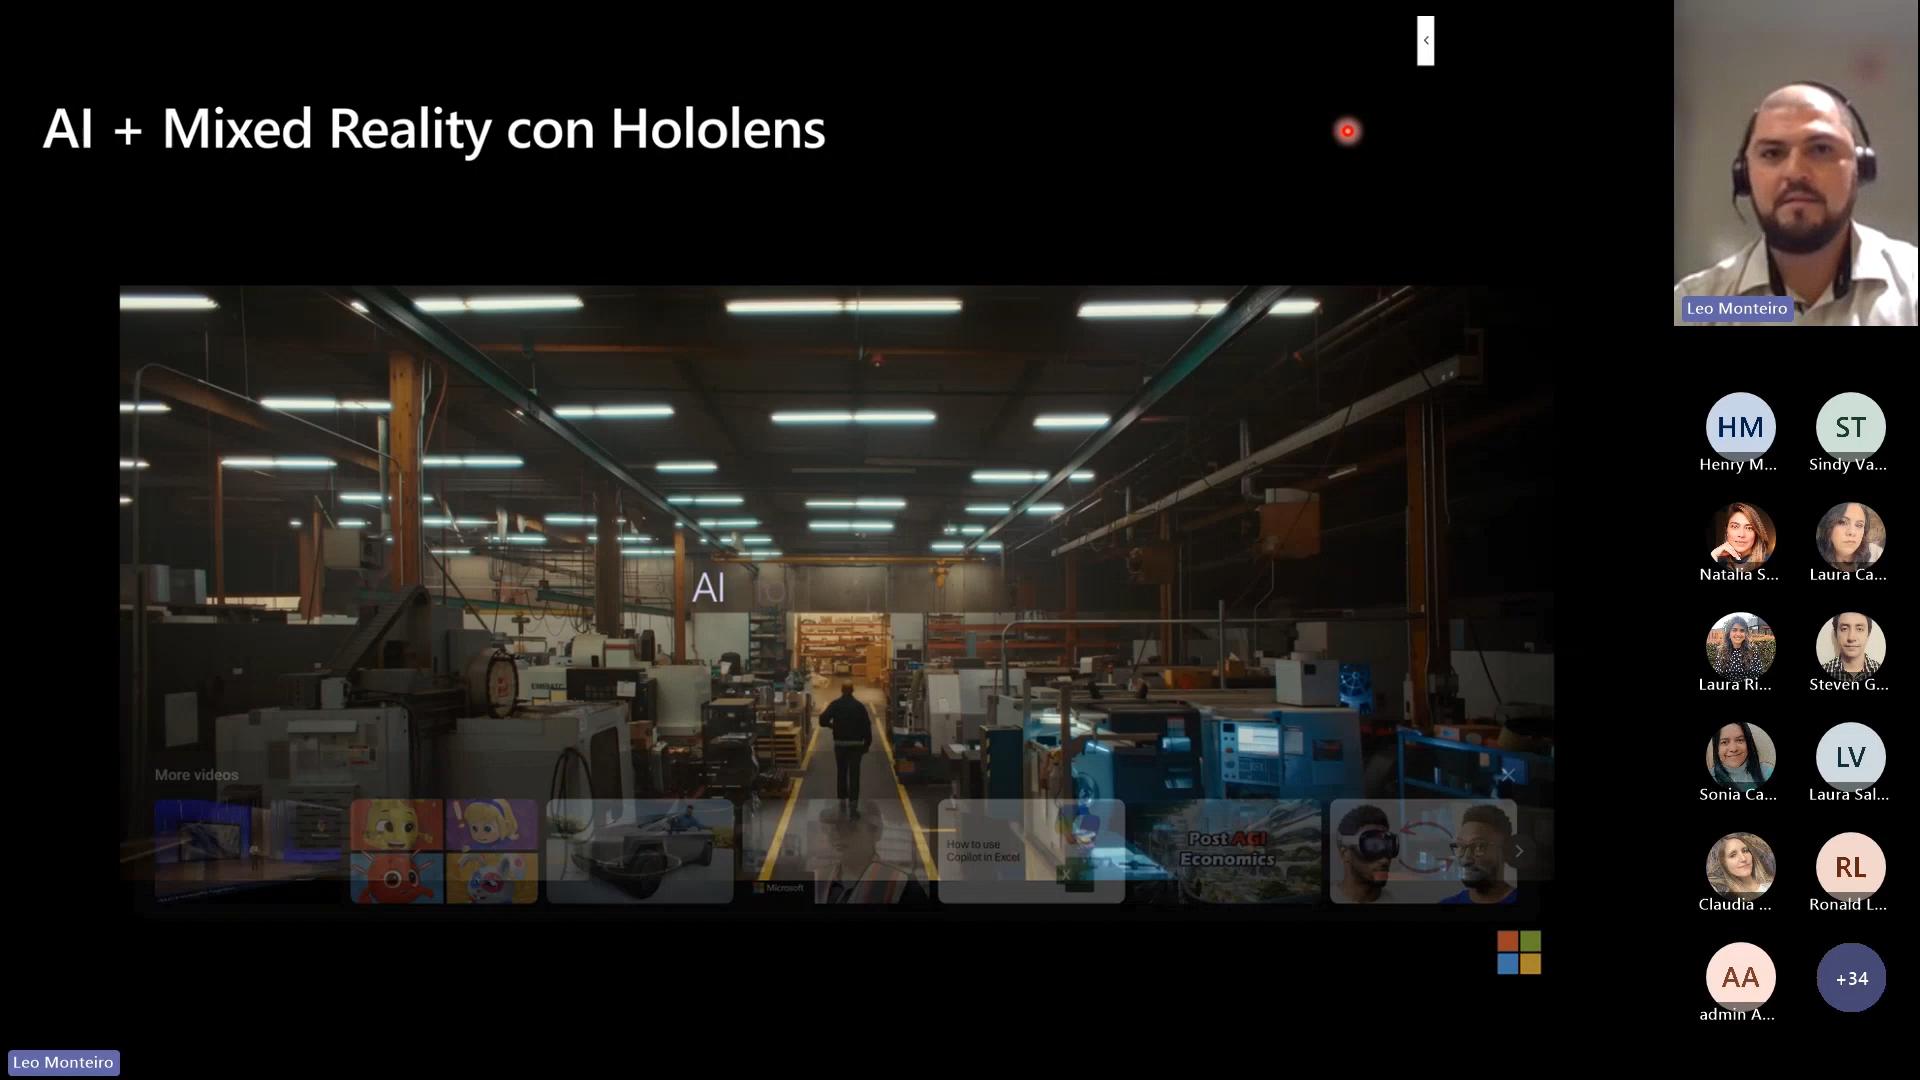 AI + Mixed Reality con Hololens
AI
More videos
Microsoft
How to use
Copilot in Excel
Post AGI
Economics
Leo Monteiro
HM
Henry M...
ST
Sindy Va...
Natalia S...
Laura Ca...
Laura Ri...
Steven G...
Sonia Ca...
LV
Laura Sal...
Claudia ...
RL
Ronald L...
AA
admin A...
+34
Leo Monteiro